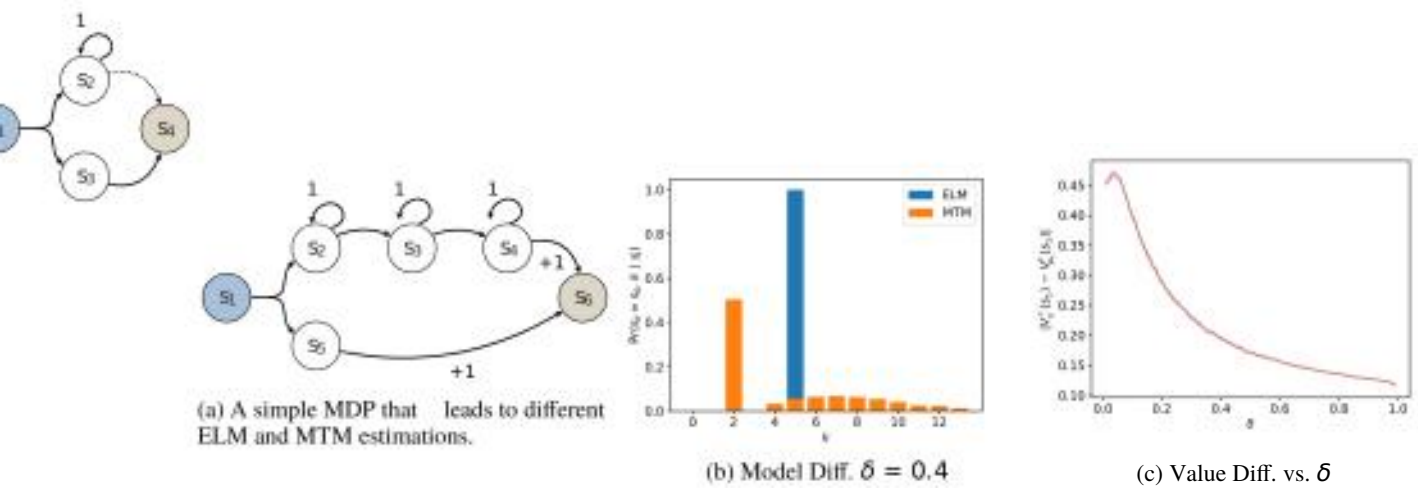 1
S2
S4
S3
1
1
1
S2
S3
S4
+1
S1
S6
S5
+1
(a) A simple MDP that leads to different
ELM and MTM estimations.
1.0
0.8
0.6
0.4
0.2
0.0
0 2 4 6 8 10 12
ELM
MTM
(b) Model Diff. δ = 0.4
0.45
0.40
0.35
0.30
0.25
0.20
0.15
0.10
0.0 0.2 0.4 0.6 0.8 1.0
(c) Value Diff. vs. δ